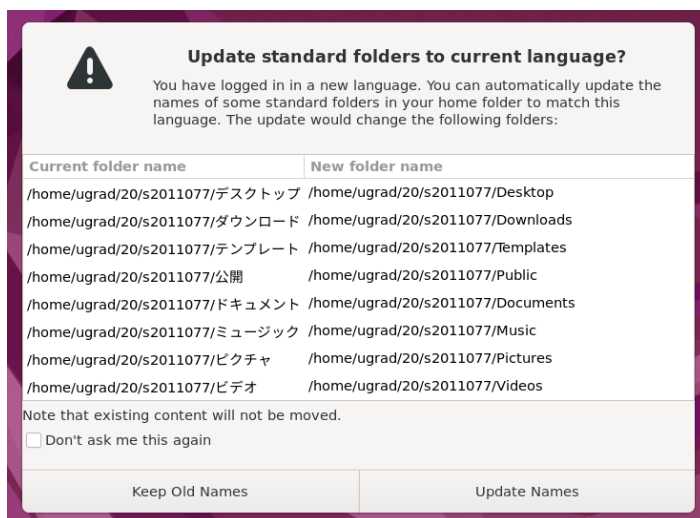 Update standard folders to current language?
You have logged in in a new language. You can automatically update the
names of some standard folders in your home folder to match this
language. The update would change the following folders:
Current folder name New folder name
/home/ugrad/20/s2011077/デスクトップ /home/ugrad/20/s2011077/Desktop
/home/ugrad/20/s2011077/ダウンロード /home/ugrad/20/s2011077/Downloads
/home/ugrad/20/s2011077/テンプレート /home/ugrad/20/s2011077/Templates
/home/ugrad/20/s2011077/公開 /home/ugrad/20/s2011077/Public
/home/ugrad/20/s2011077/ドキュメント /home/ugrad/20/s2011077/Documents
/home/ugrad/20/s2011077/ミュージック /home/ugrad/20/s2011077/Music
/home/ugrad/20/s2011077/ピクチャ /home/ugrad/20/s2011077/Pictures
/home/ugrad/20/s2011077/ビデオ /home/ugrad/20/s2011077/Videos
Note that existing content will not be moved.
Don't ask me this again
Keep Old Names Update Names